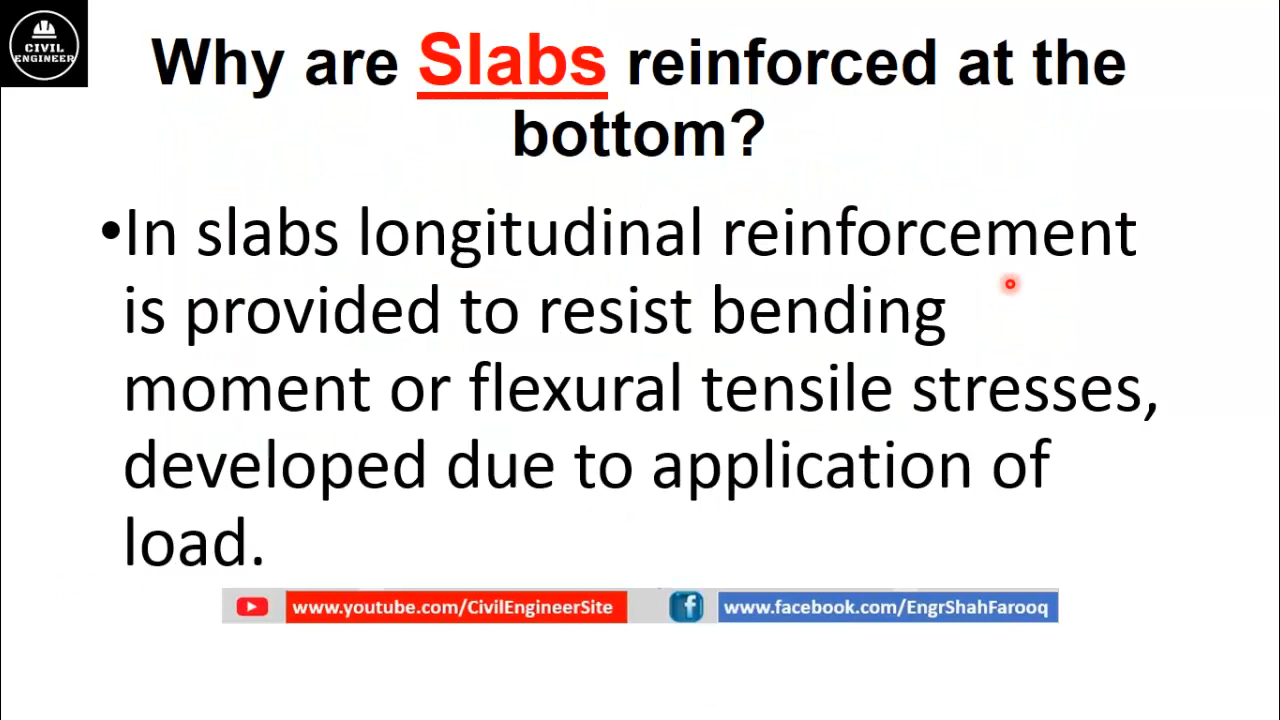 CIVIL
ENGINEER
Why are Slabs reinforced at the
bottom?
•In slabs longitudinal reinforcement
is provided to resist bending
moment or flexural tensile stresses,
developed due to application of
load.
www.youtube.com/CivilEngineerSite
www.facebook.com/EngrShahFarooq